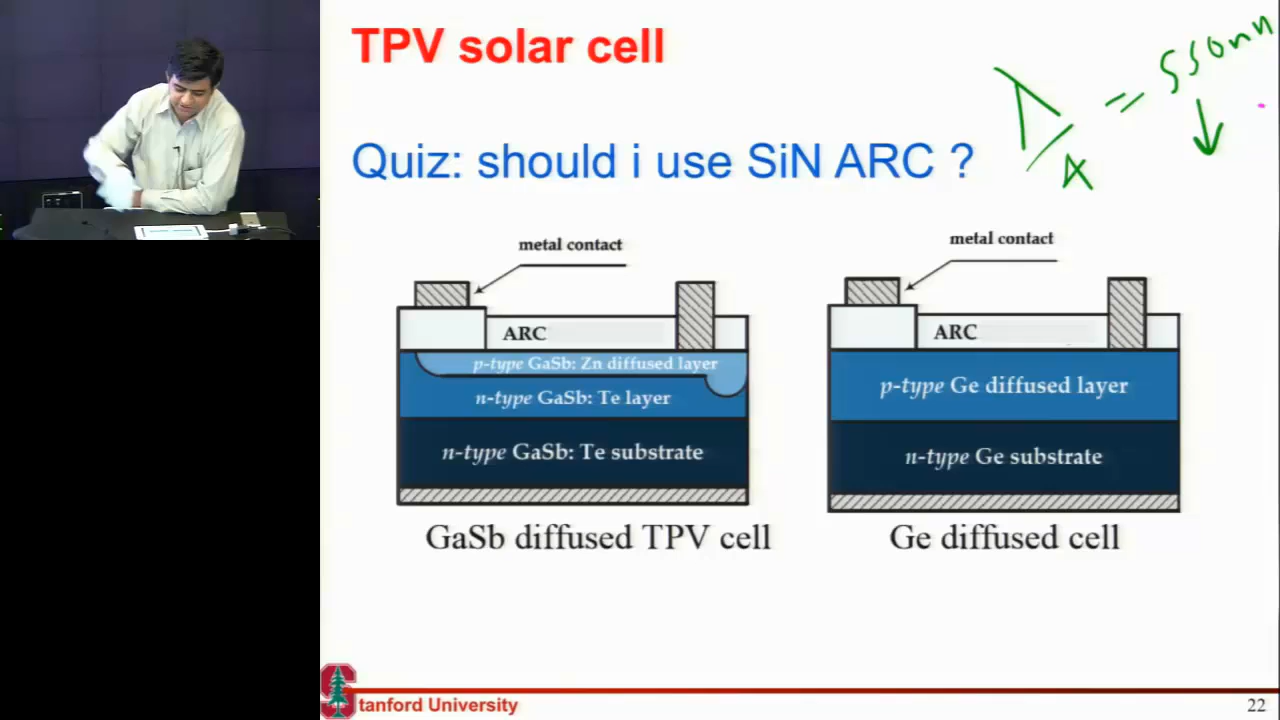 TPV solar cell
λ/4 = 550nm
Quiz: should i use SiN ARC ?
metal contact
ARC
p-type GaSb: Zn diffused layer
n-type GaSb: Te layer
n-type GaSb: Te substrate
GaSb diffused TPV cell
metal contact
ARC
p-type Ge diffused layer
n-type Ge substrate
Ge diffused cell
Stanford University
22